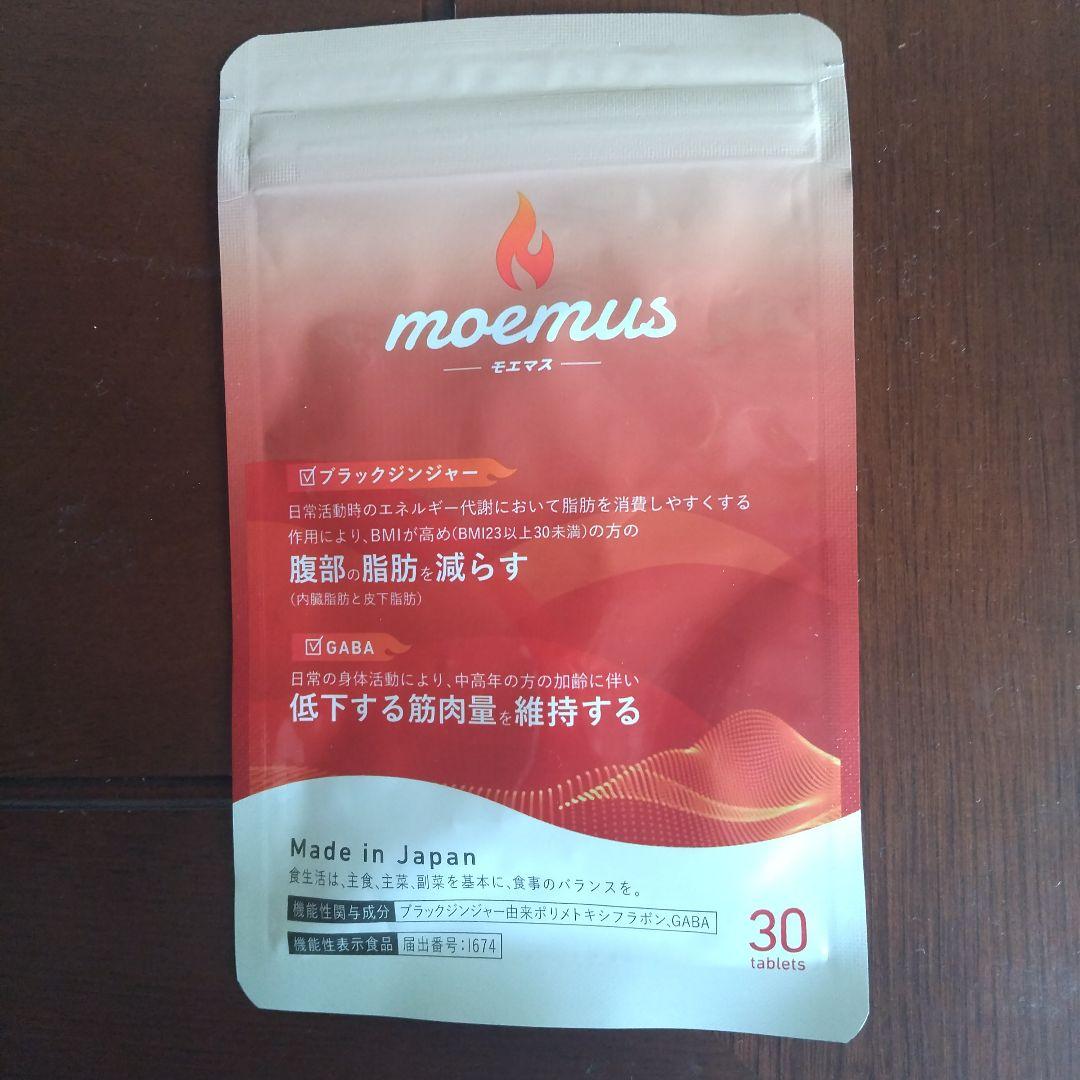 moemus
モエマス
ブラックジンジャー
日常活動時のエネルギー代謝において脂肪を消費しやすくする
作用により、BMIが高め(BMI23以上30未満)の方の
腹部の脂肪を減らす
(内臓脂肪と皮下脂肪)
GABA
日常の身体活動により、中高年の方の加齢に伴い
低下する筋肉量を維持する
Made in Japan
食生活は、主食、主菜、副菜を基本に、食事のバランスを。
機能性関与成分 ブラックジンジャー由来ポリメトキシフラボン、GABA
機能性表示食品 届出番号:I674
30
tablets